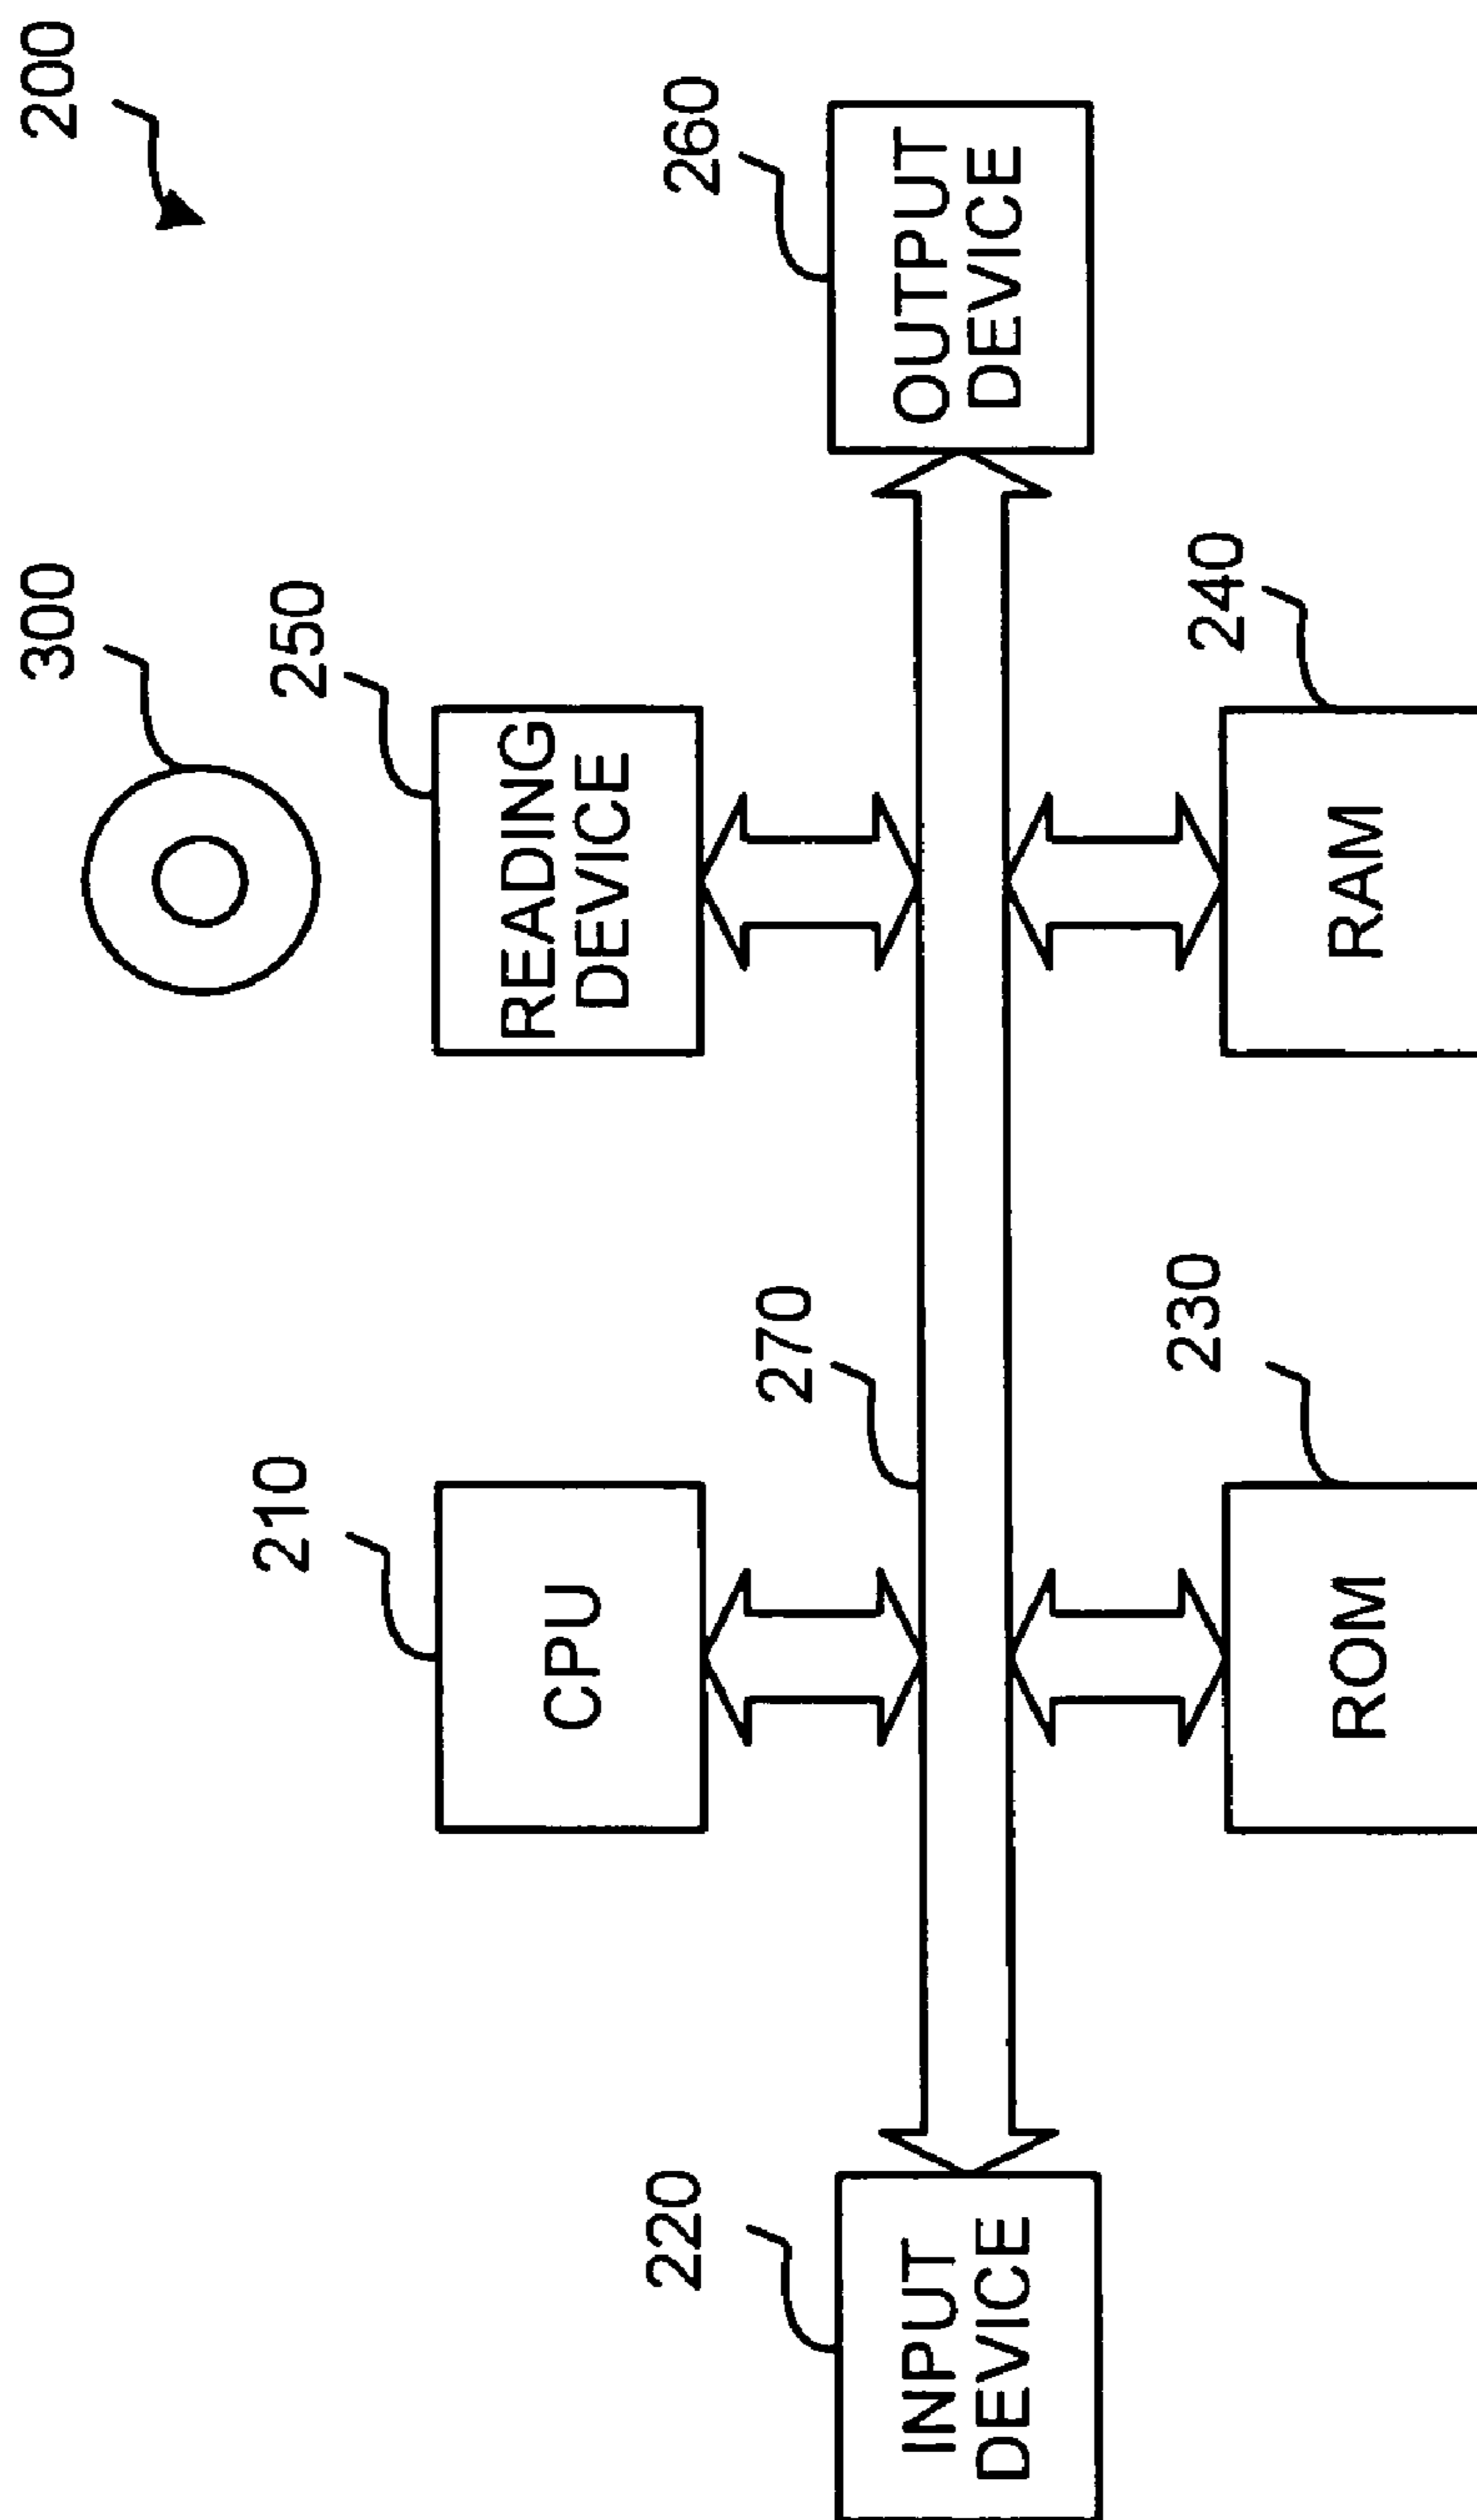 200
300
250
READING
DEVICE
210
CPU
260
OUTPUT
DEVICE
270
220
INPUT
DEVICE
240
RAM
230
ROM